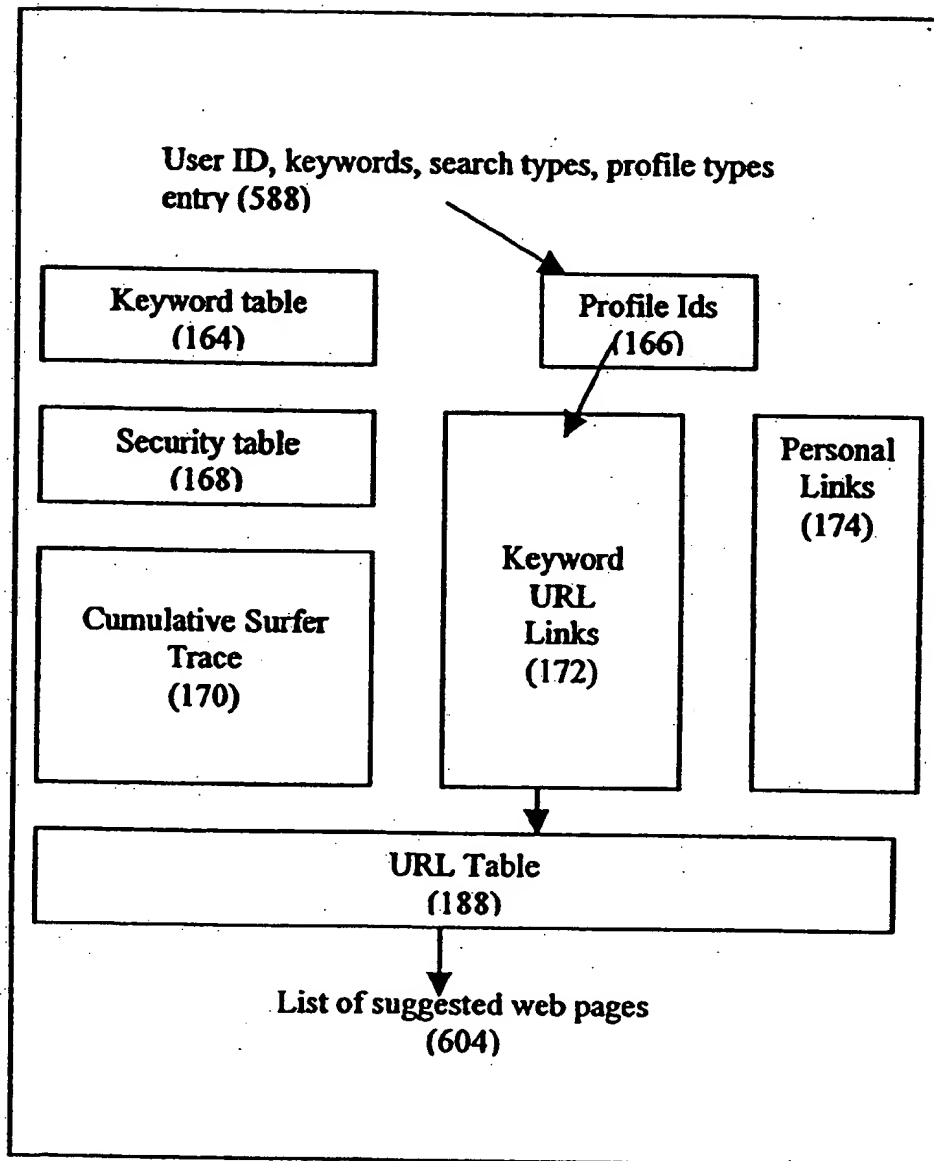 User ID, keywords, search types, profile types
entry (588)
Keyword table
(164)
Profile Ids
(166)
Security table
(168)
Personal
Links
(174)
Keyword
URL
Links
(172)
Cumulative Surfer
Trace
(170)
URL Table
(188)
List of suggested web pages
(604)